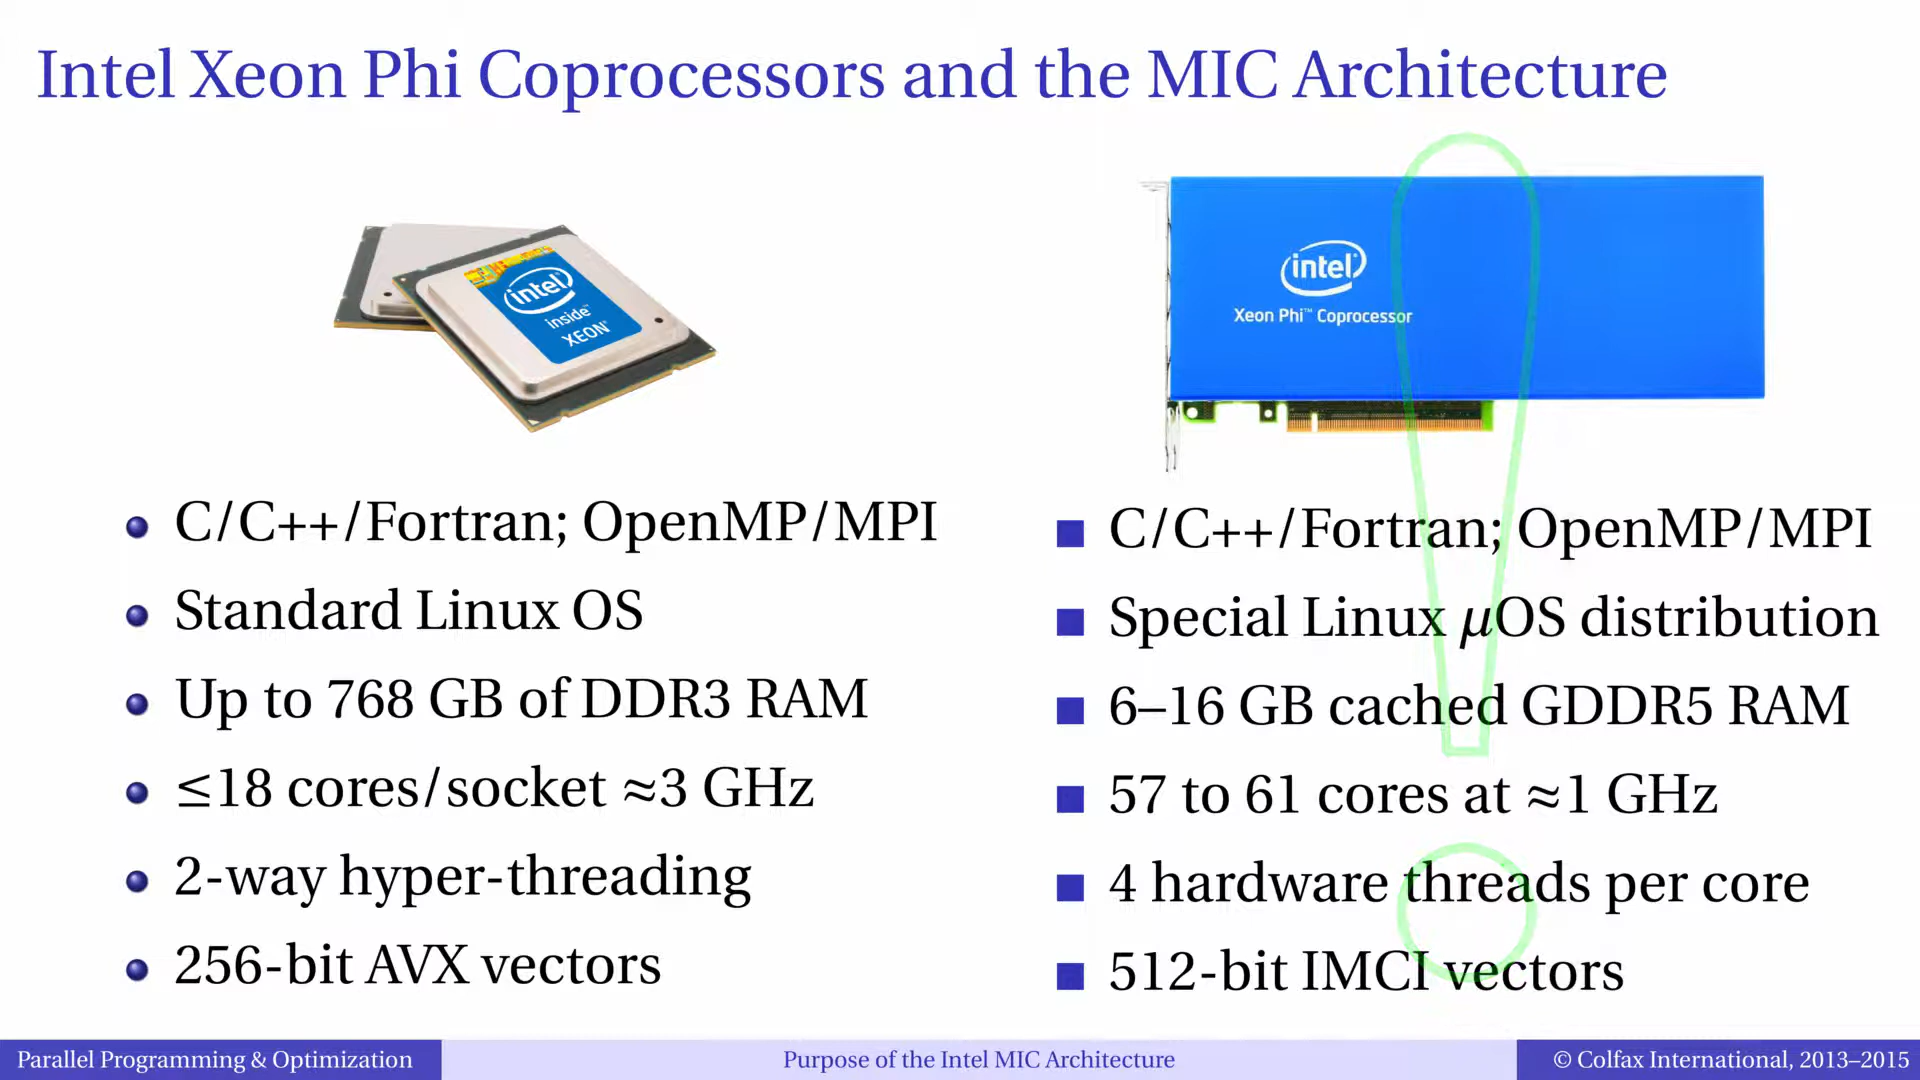 Intel Xeon Phi Coprocessors and the MIC Architecture
intel
inside™
XEON®
intel
Xeon Phi™ Coprocessor
C/C++/Fortran; OpenMP/MPI
Standard Linux OS
Up to 768 GB of DDR3 RAM
≤18 cores/socket ≈3 GHz
2-way hyper-threading
256-bit AVX vectors
C/C++/Fortran; OpenMP/MPI
Special Linux μOS distribution
6–16 GB cached GDDR5 RAM
57 to 61 cores at ≈1 GHz
4 hardware threads per core
512-bit IMCI vectors
Parallel Programming & Optimization
Purpose of the Intel MIC Architecture
© Colfax International, 2013–2015